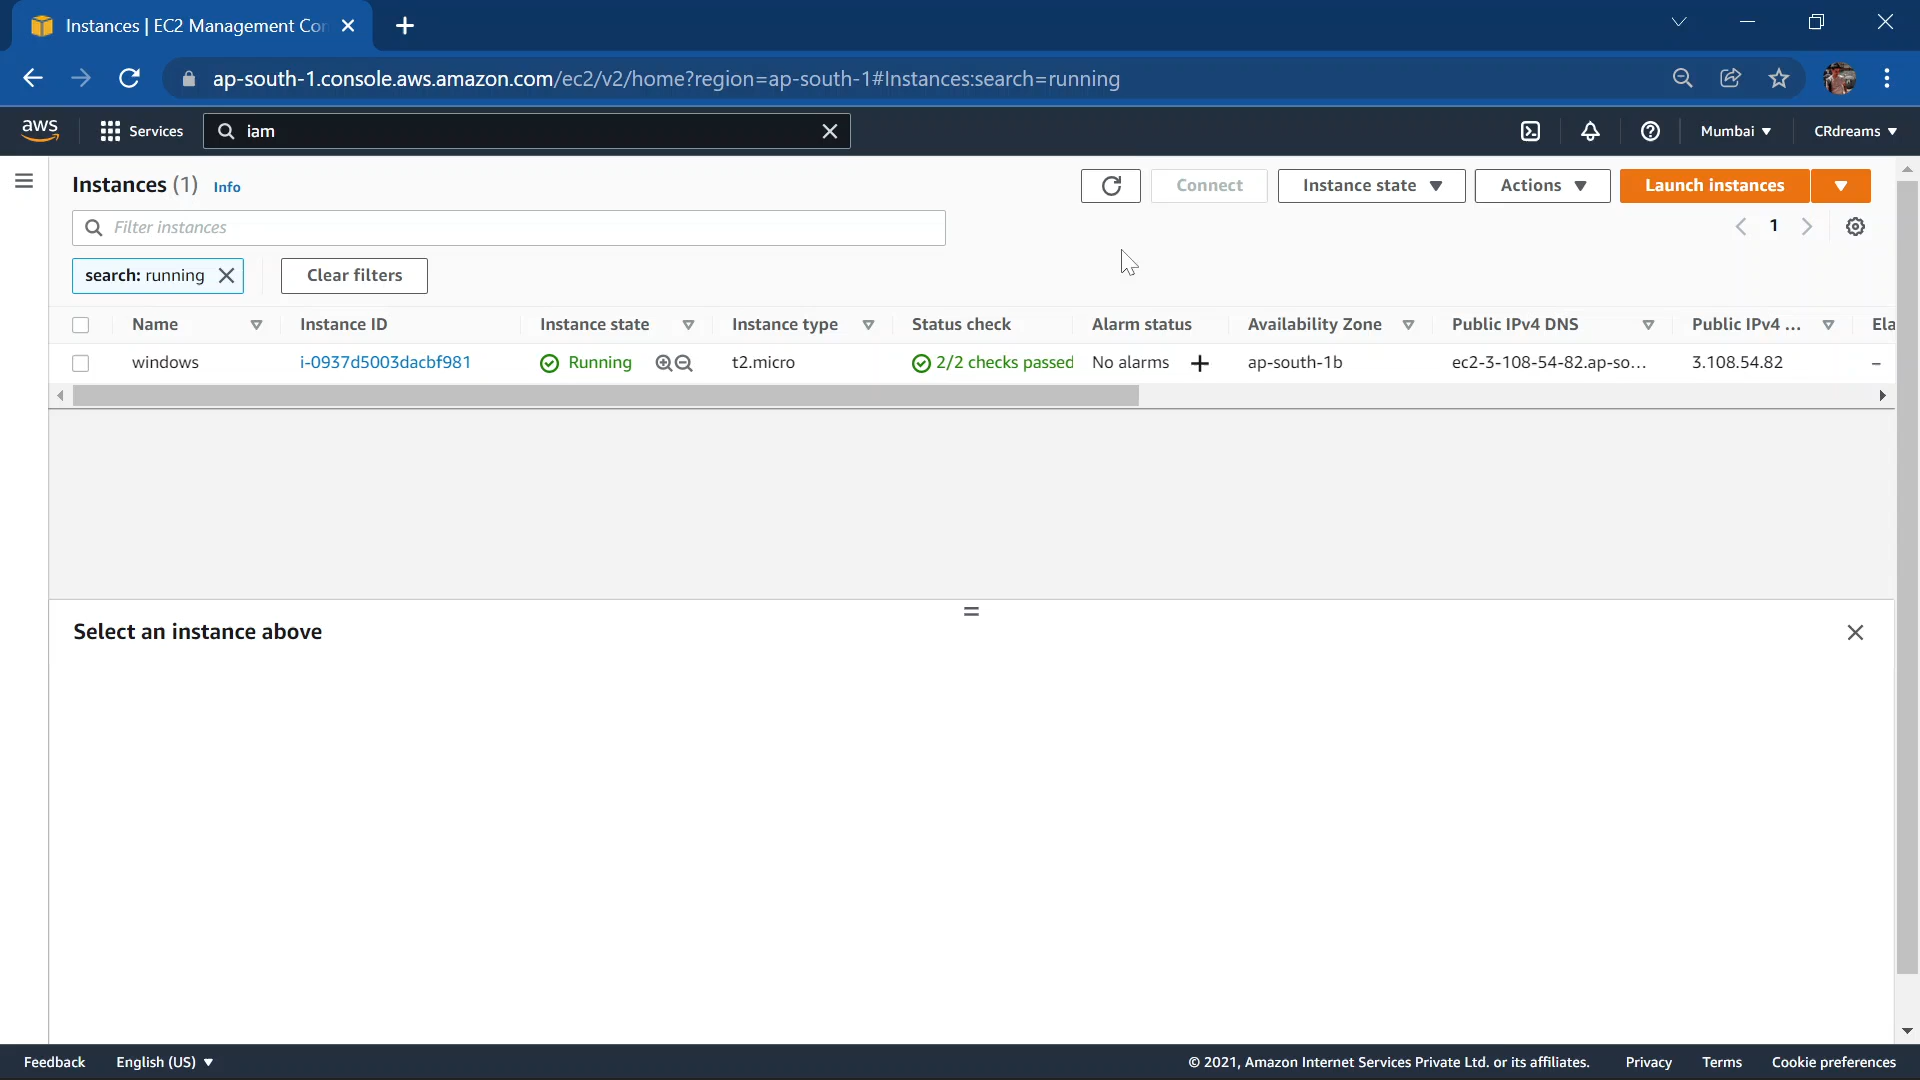 Instances | EC2 Management Con
ap-south-1.console.aws.amazon.com/ec2/v2/home?region=ap-south-1#Instances:search=running
aws Services iam Mumbai CRdreams
Instances (1) Info Connect Instance state Actions Launch instances
Filter instances 1
search: running Clear filters
Name Instance ID Instance state Instance type Status check Alarm status Availability Zone Public IPv4 DNS Public IPv4 ... Ela
windows i-0937d5003dacbf981 Running t2.micro 2/2 checks passed No alarms + ap-south-1b ec2-3-108-54-82.ap-so... 3.108.54.82 –
Select an instance above
Feedback English (US) © 2021, Amazon Internet Services Private Ltd. or its affiliates. Privacy Terms Cookie preferences